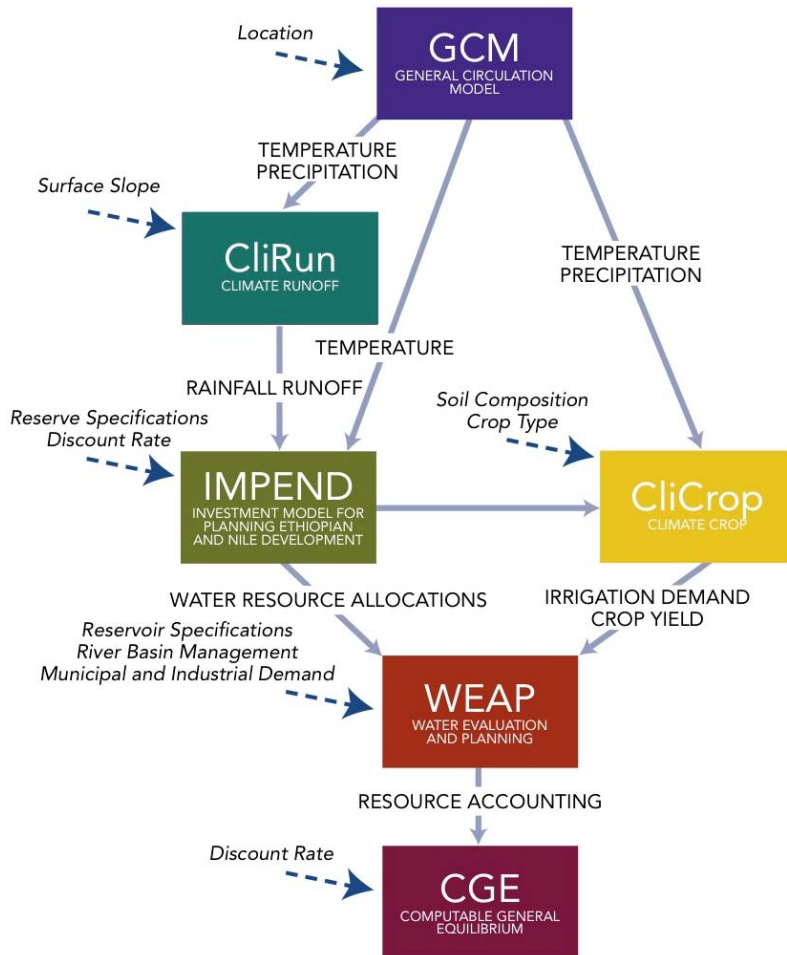 Location
GCM
GENERAL CIRCULATION
MODEL
TEMPERATURE
PRECIPITATION
Surface Slope
CliRun
CLIMATE RUNOFF
TEMPERATURE
PRECIPITATION
TEMPERATURE
RAINFALL RUNOFF
Reserve Specifications
Discount Rate
Soil Composition
Crop Type
IMPEND
INVESTMENT MODEL FOR
PLANNING ETHIOPIAN
AND NILE DEVELOPMENT
CliCrop
CLIMATE CROP
WATER RESOURCE ALLOCATIONS
IRRIGATION DEMAND
CROP YIELD
Reservoir Specifications
River Basin Management
Municipal and Industrial Demand
WEAP
WATER EVALUATION
AND PLANNING
RESOURCE ACCOUNTING
Discount Rate
CGE
COMPUTABLE GENERAL
EQUILIBRIUM